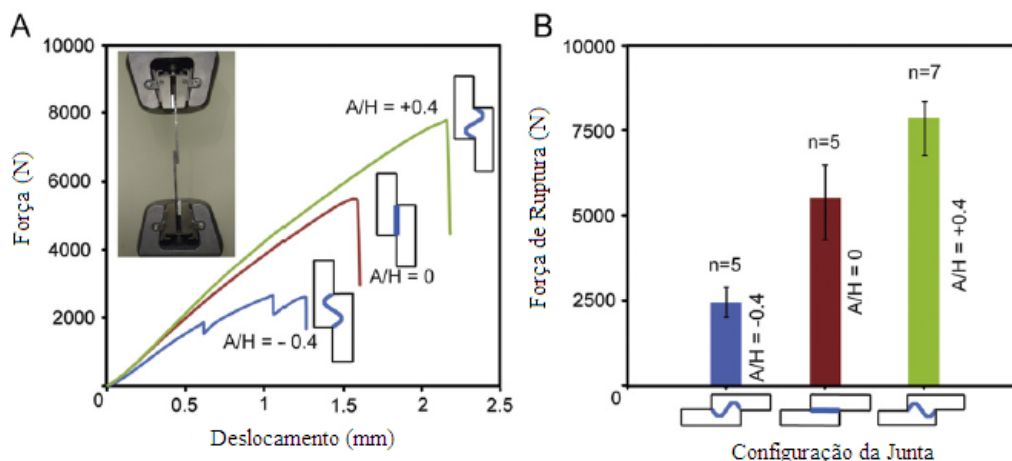 A
Força (N)
10000
8000
6000
4000
2000
0
0
0.5
1
1.5
2
2.5
Deslocamento (mm)
A/H = +0.4
A/H = 0
A/H = - 0.4
B
Força de Ruptura (N)
10000
7500
5000
2500
0
n=5
A/H = -0.4
n=5
A/H = 0
n=7
A/H = +0.4
Configuração da Junta